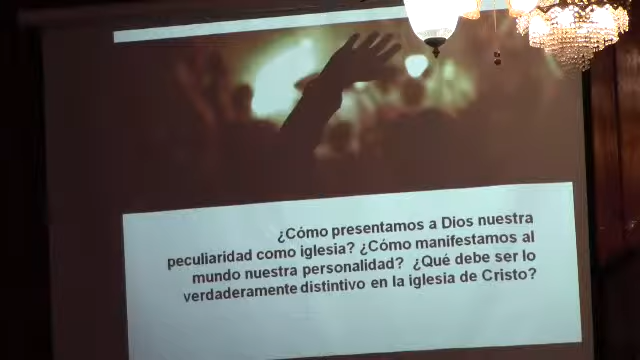 ¿Cómo presentamos a Dios nuestra
peculiaridad como iglesia? ¿Cómo manifestamos al
mundo nuestra personalidad? ¿Qué debe ser lo
verdaderamente distintivo en la iglesia de Cristo?